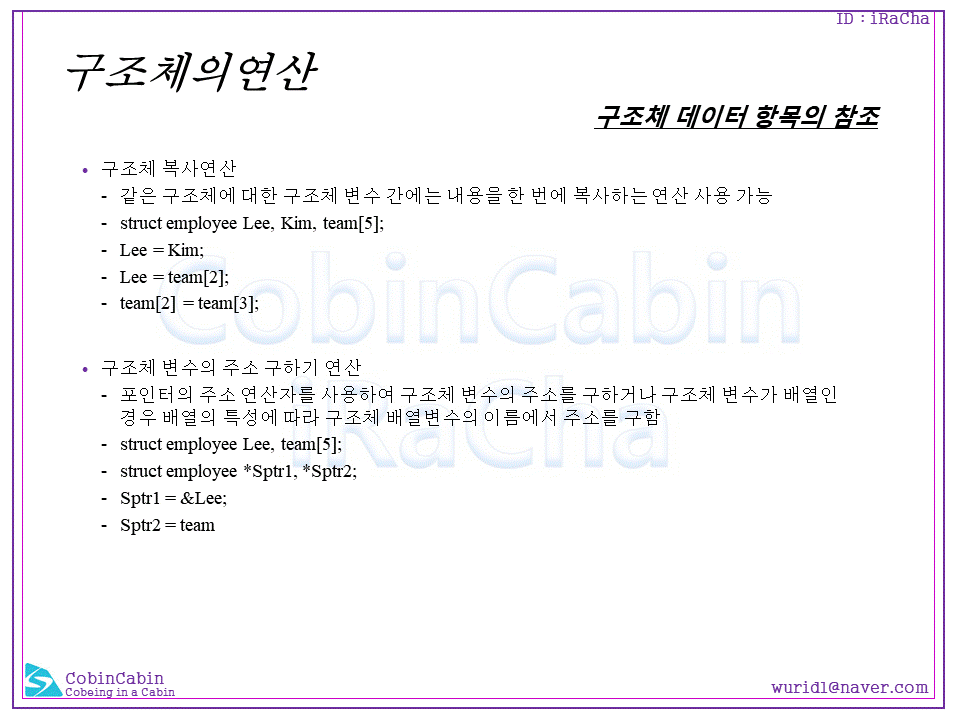 ID : iRaCha
구조체의연산
구조체 데이터 항목의 참조
• 구조체 복사연산
- 같은 구조체에 대한 구조체 변수 간에는 내용을 한 번에 복사하는 연산 사용 가능
- struct employee Lee, Kim, team[5];
- Lee = Kim;
- Lee = team[2];
- team[2] = team[3];
CobinCabin
• 구조체 변수의 주소 구하기 연산
- 포인터의 주소 연산자를 사용하여 구조체 변수의 주소를 구하거나 구조체 변수가 배열인
경우 배열의 특성에 따라 구조체 배열변수의 이름에서 주소를 구함
iRaCha
- struct employee Lee, team[5];
- struct employee *Sptr1, *Sptr2;
- Sptr1 = &Lee;
- Sptr2 = team
CobinCabin
Cobeing in a Cabin
wurid1@naver.com